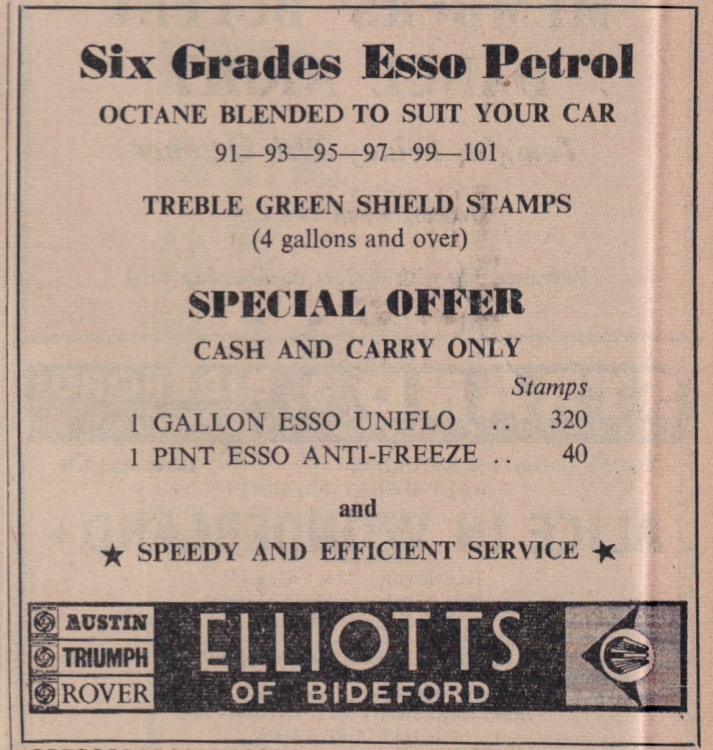 Six Grades Esso Petrol
OCTANE BLENDED TO SUIT YOUR CAR
91—93—95—97—99—101
TREBLE GREEN SHIELD STAMPS
(4 gallons and over)
SPECIAL OFFER
CASH AND CARRY ONLY
Stamps
1 GALLON ESSO UNIFLO .. 320
1 PINT ESSO ANTI-FREEZE .. 40
and
★ SPEEDY AND EFFICIENT SERVICE ★
AUSTIN
TRIUMPH
ROVER
ELLIOTTS
OF BIDEFORD